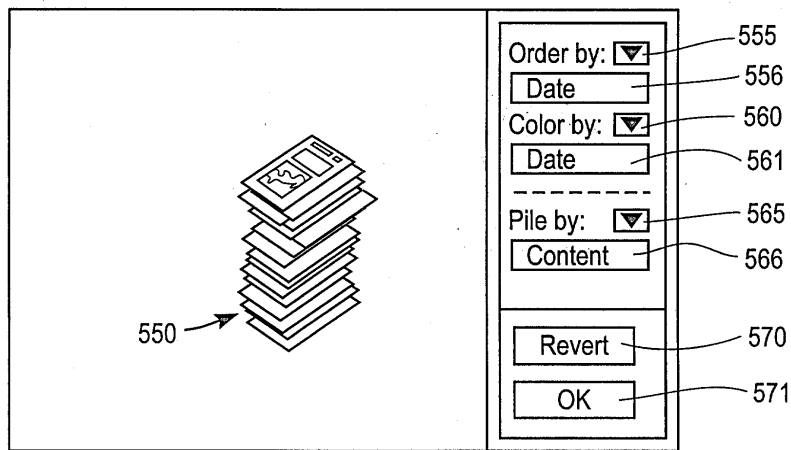 Order by:
555
Date
556
Color by:
560
Date
561
Pile by:
565
Content
566
550
Revert
570
OK
571